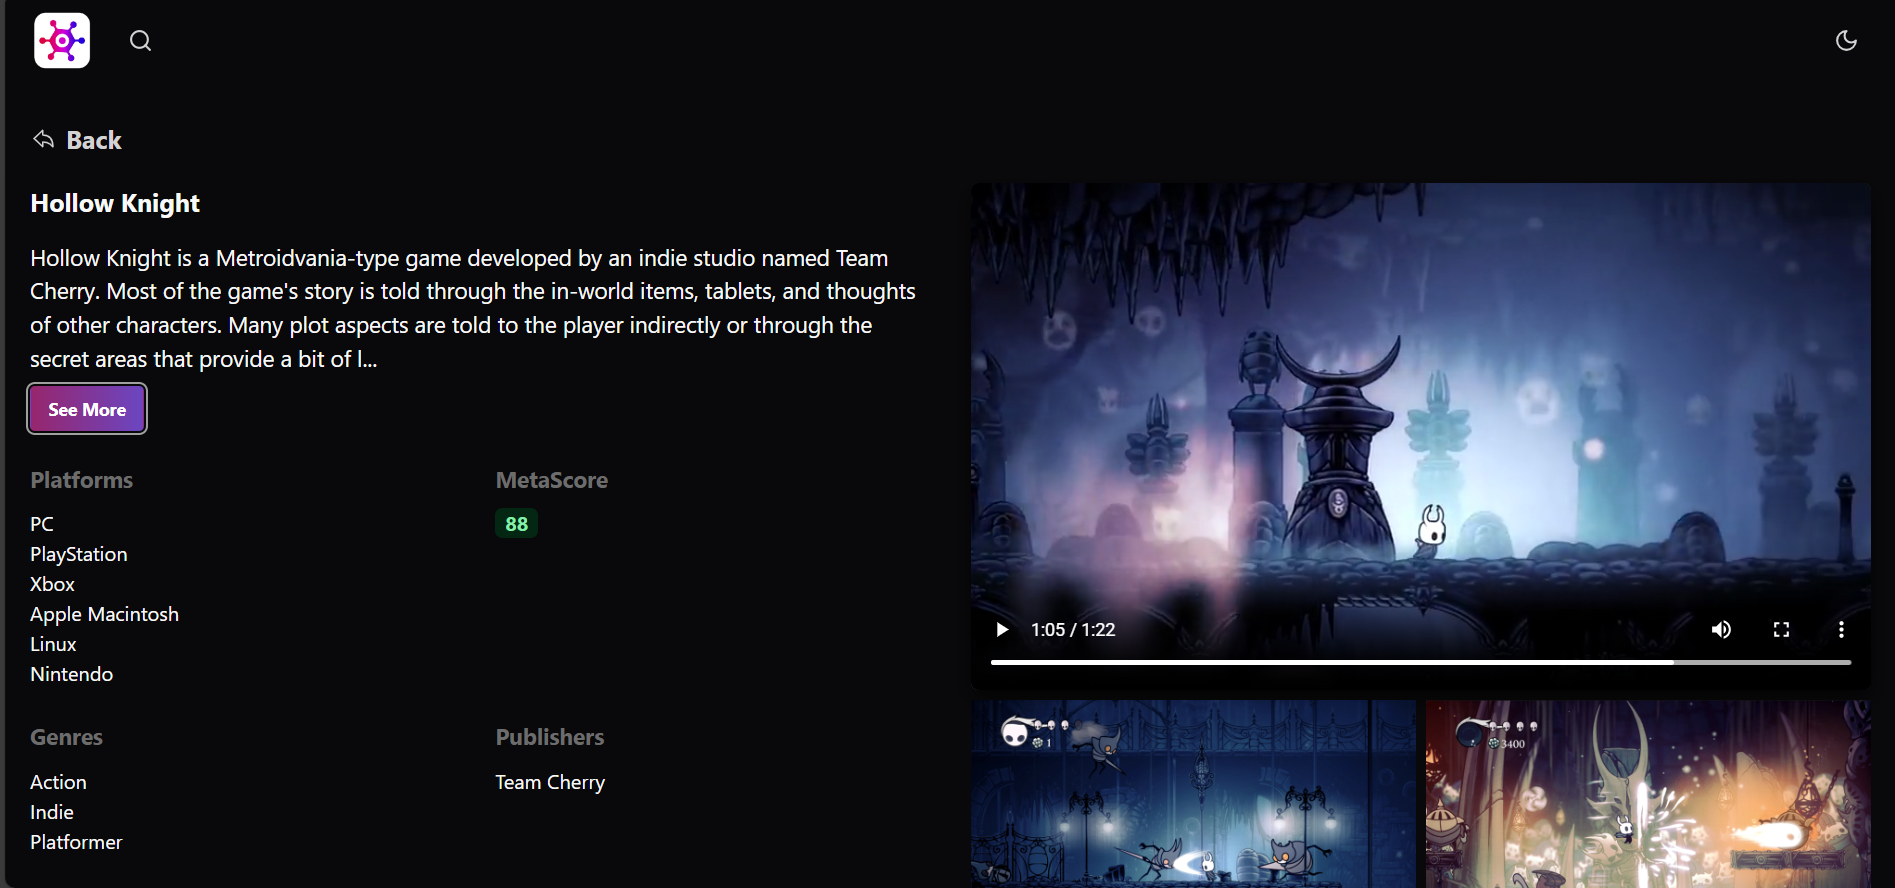 Back
Hollow Knight
Hollow Knight is a Metroidvania-type game developed by an indie studio named Team
Cherry. Most of the game's story is told through the in-world items, tablets, and thoughts
of other characters. Many plot aspects are told to the player indirectly or through the
secret areas that provide a bit of l...
See More
Platforms
PC
PlayStation
Xbox
Apple Macintosh
Linux
Nintendo
MetaScore
88
Genres
Action
Indie
Platformer
Publishers
Team Cherry
1:05 / 1:22
1
3400